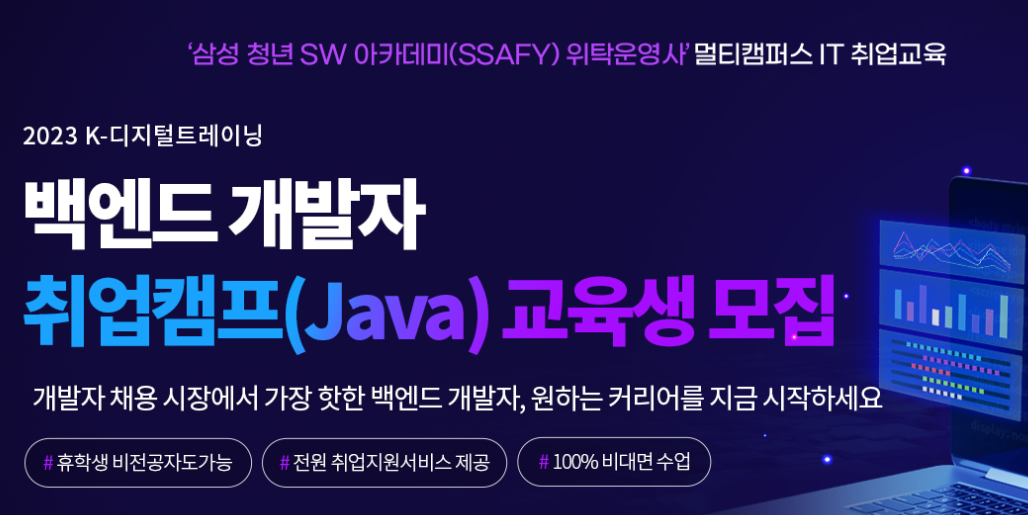 '삼성 청년 SW 아카데미(SSAFY) 위탁운영사' 멀티캠퍼스 IT 취업교육
2023 K-디지털트레이닝
백엔드 개발자
취업캠프(Java) 교육생 모집
개발자 채용 시장에서 가장 핫한 백엔드 개발자, 원하는 커리어를 지금 시작하세요
# 휴학생 비전공자도가능
# 전원 취업지원서비스 제공
# 100% 비대면 수업